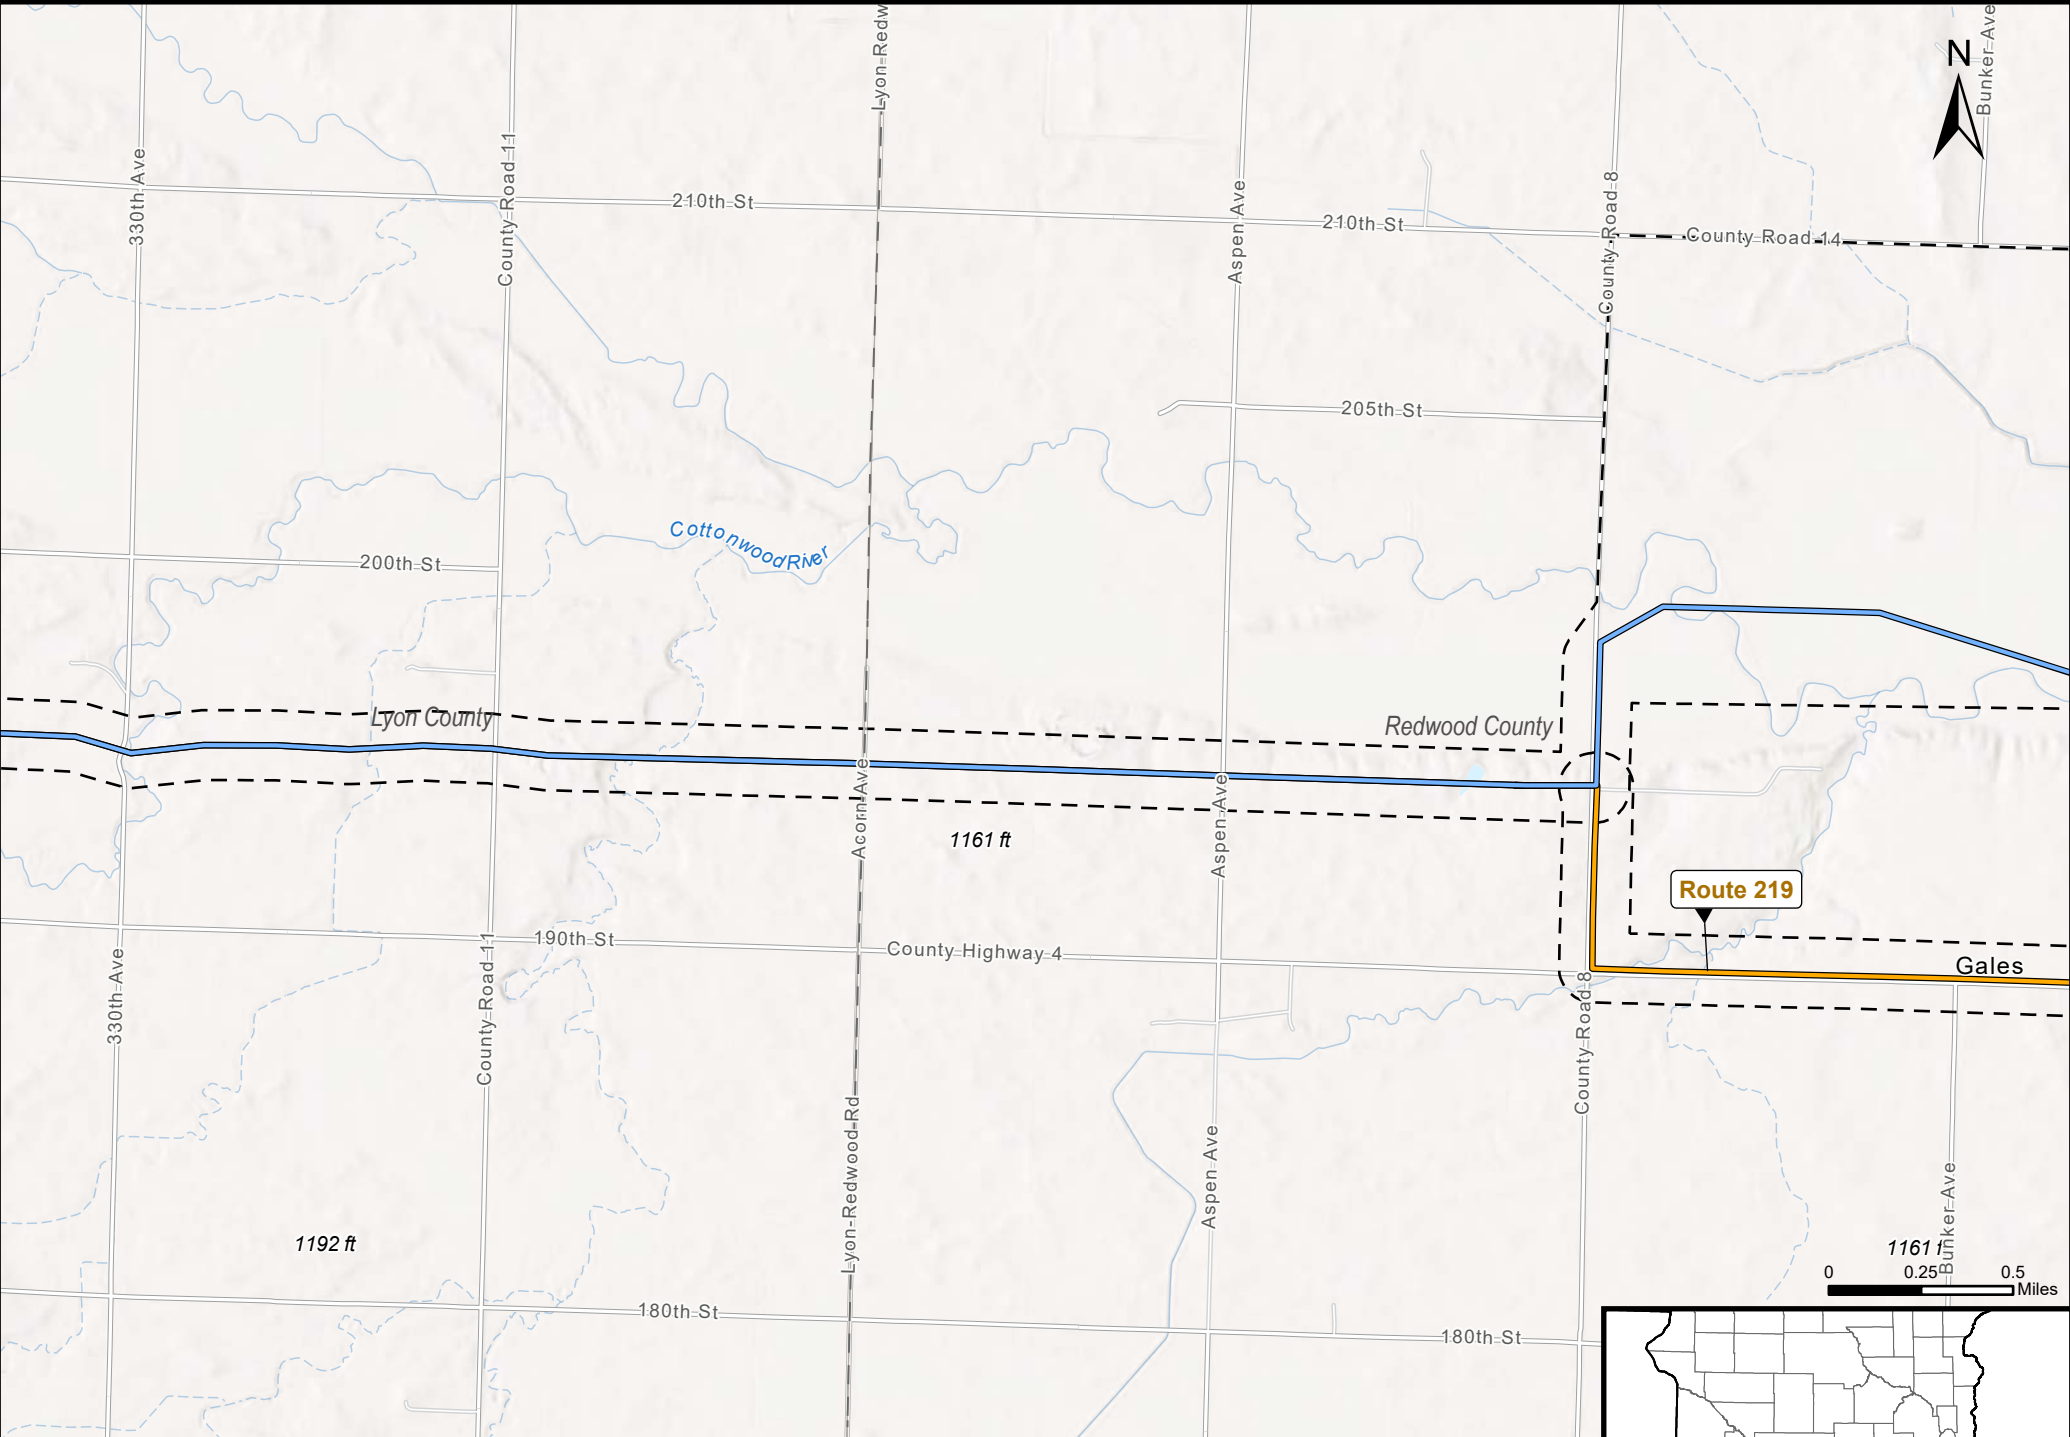 Lyon-Redw
Bunker Ave
N
330th Ave
County Road 11
210th St
Aspen Ave
210th St
County Road 8
County Road 14
205th St
Cottonwood River
200th St
Lyon County
Redwood County
Acorn Ave
Aspen Ave
1161 ft
Route 219
190th St
County Highway 4
Gales
330th Ave
County Road 11
County Road 8
Lyon-Redwood Rd
Aspen Ave
Bunker Ave
1192 ft
1161 f
0 0.25 0.5
Miles
180th St
180th St